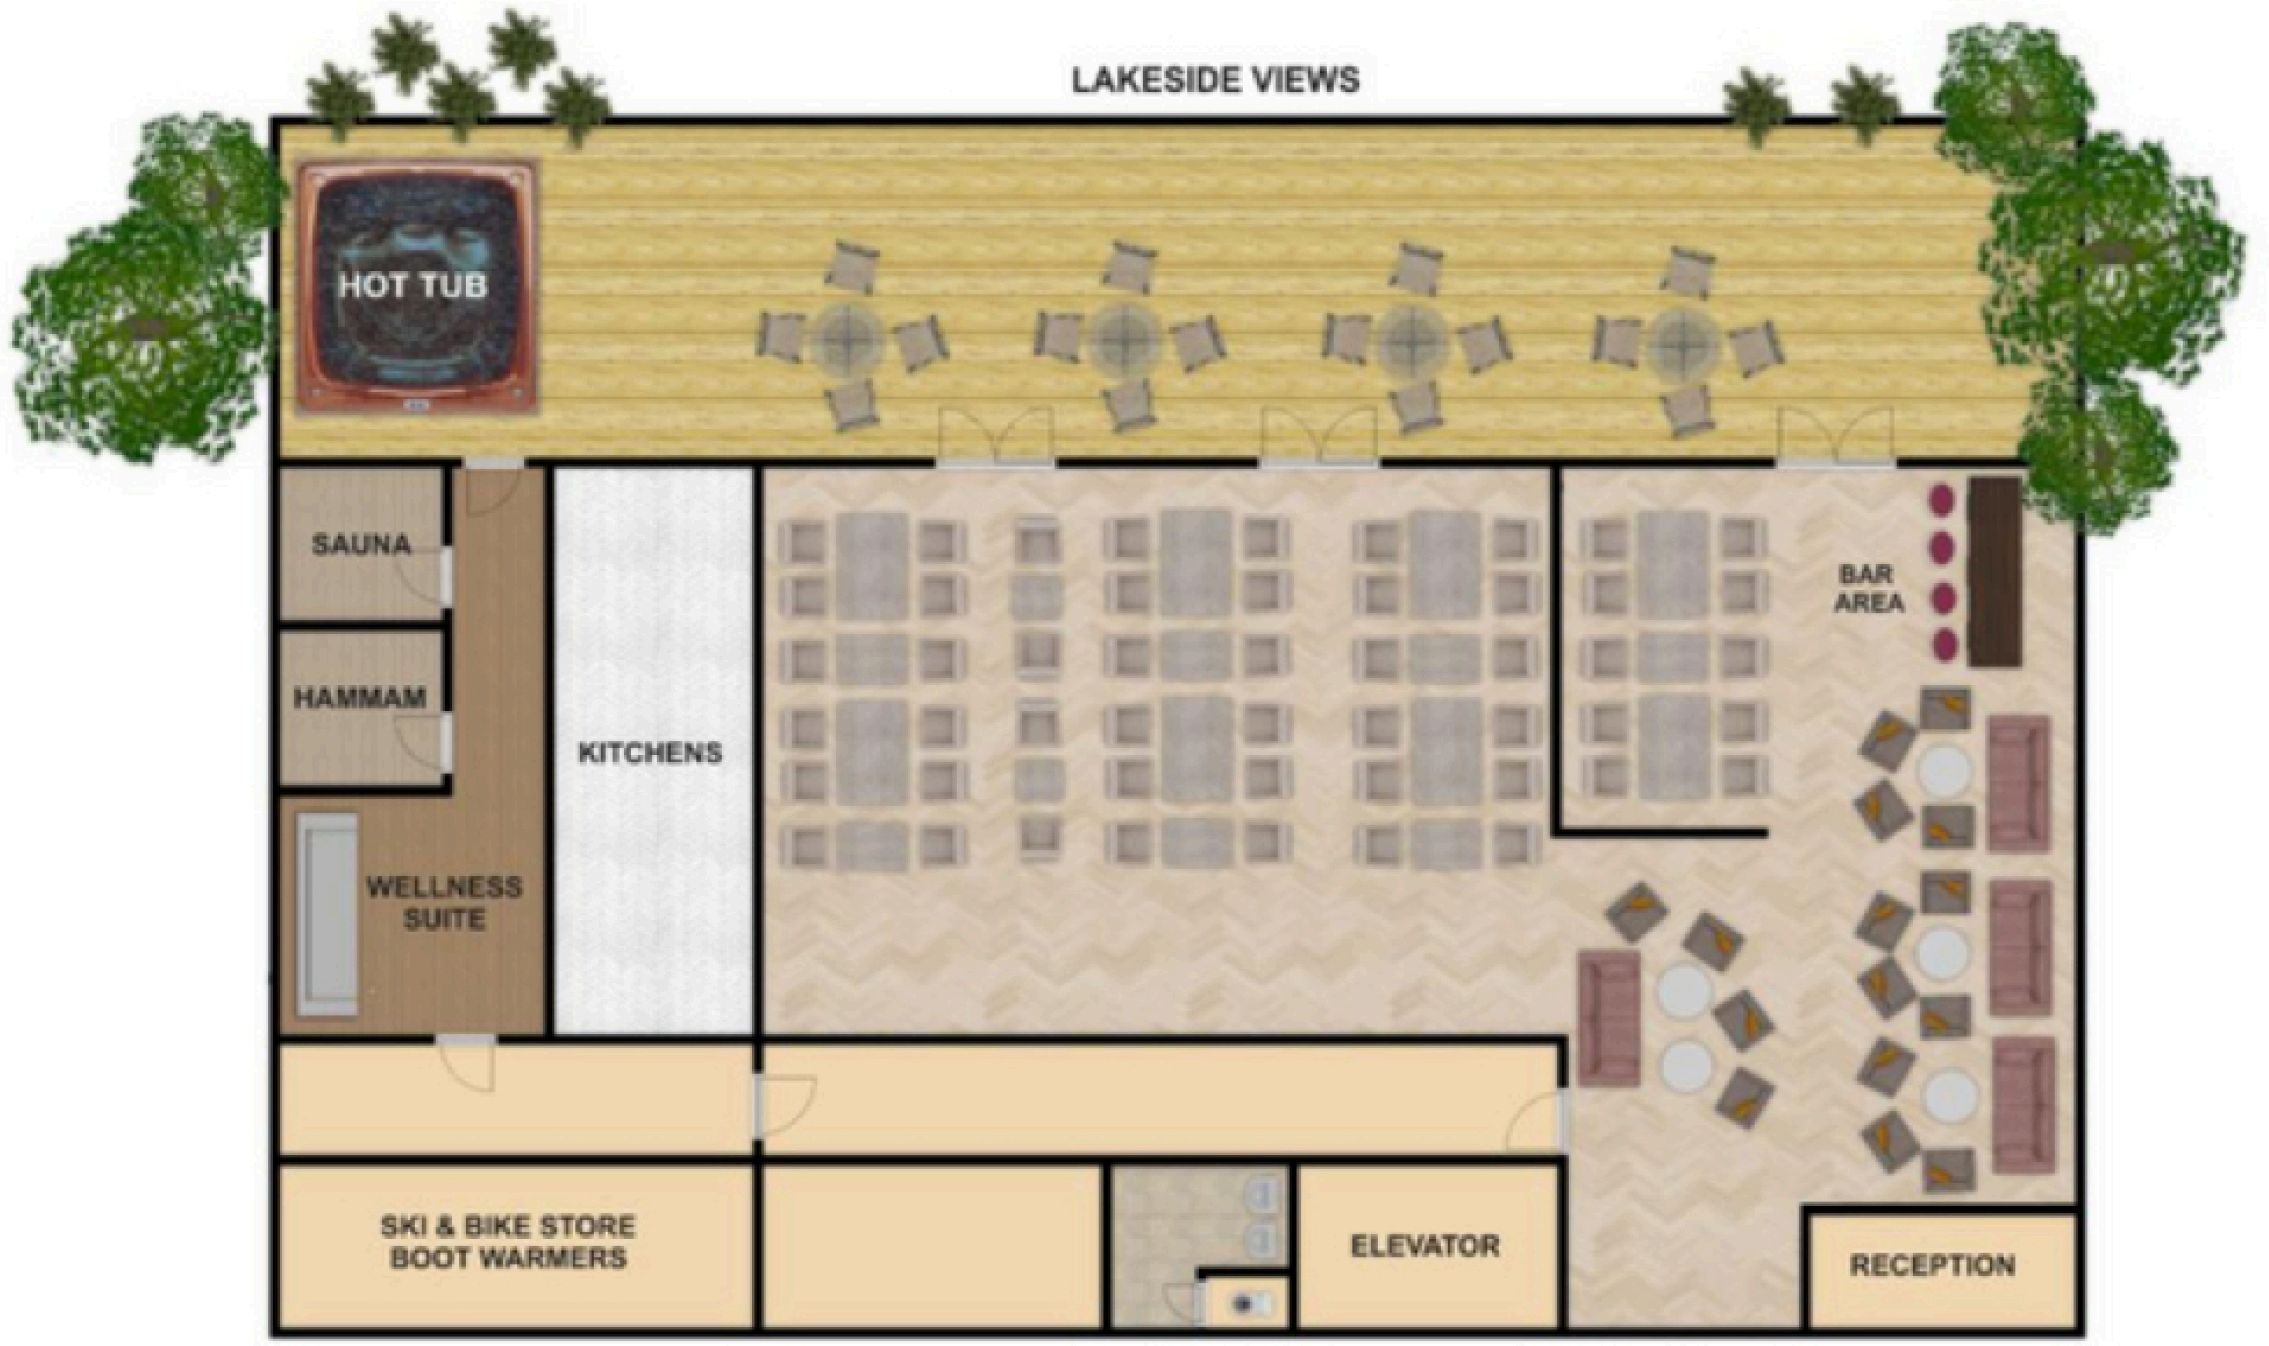 LAKESIDE VIEWS
HOT TUB
SAUNA
BAR
AREA
HAMMAM
KITCHENS
WELLNESS
SUITE
SKI & BIKE STORE
BOOT WARMERS
ELEVATOR
RECEPTION